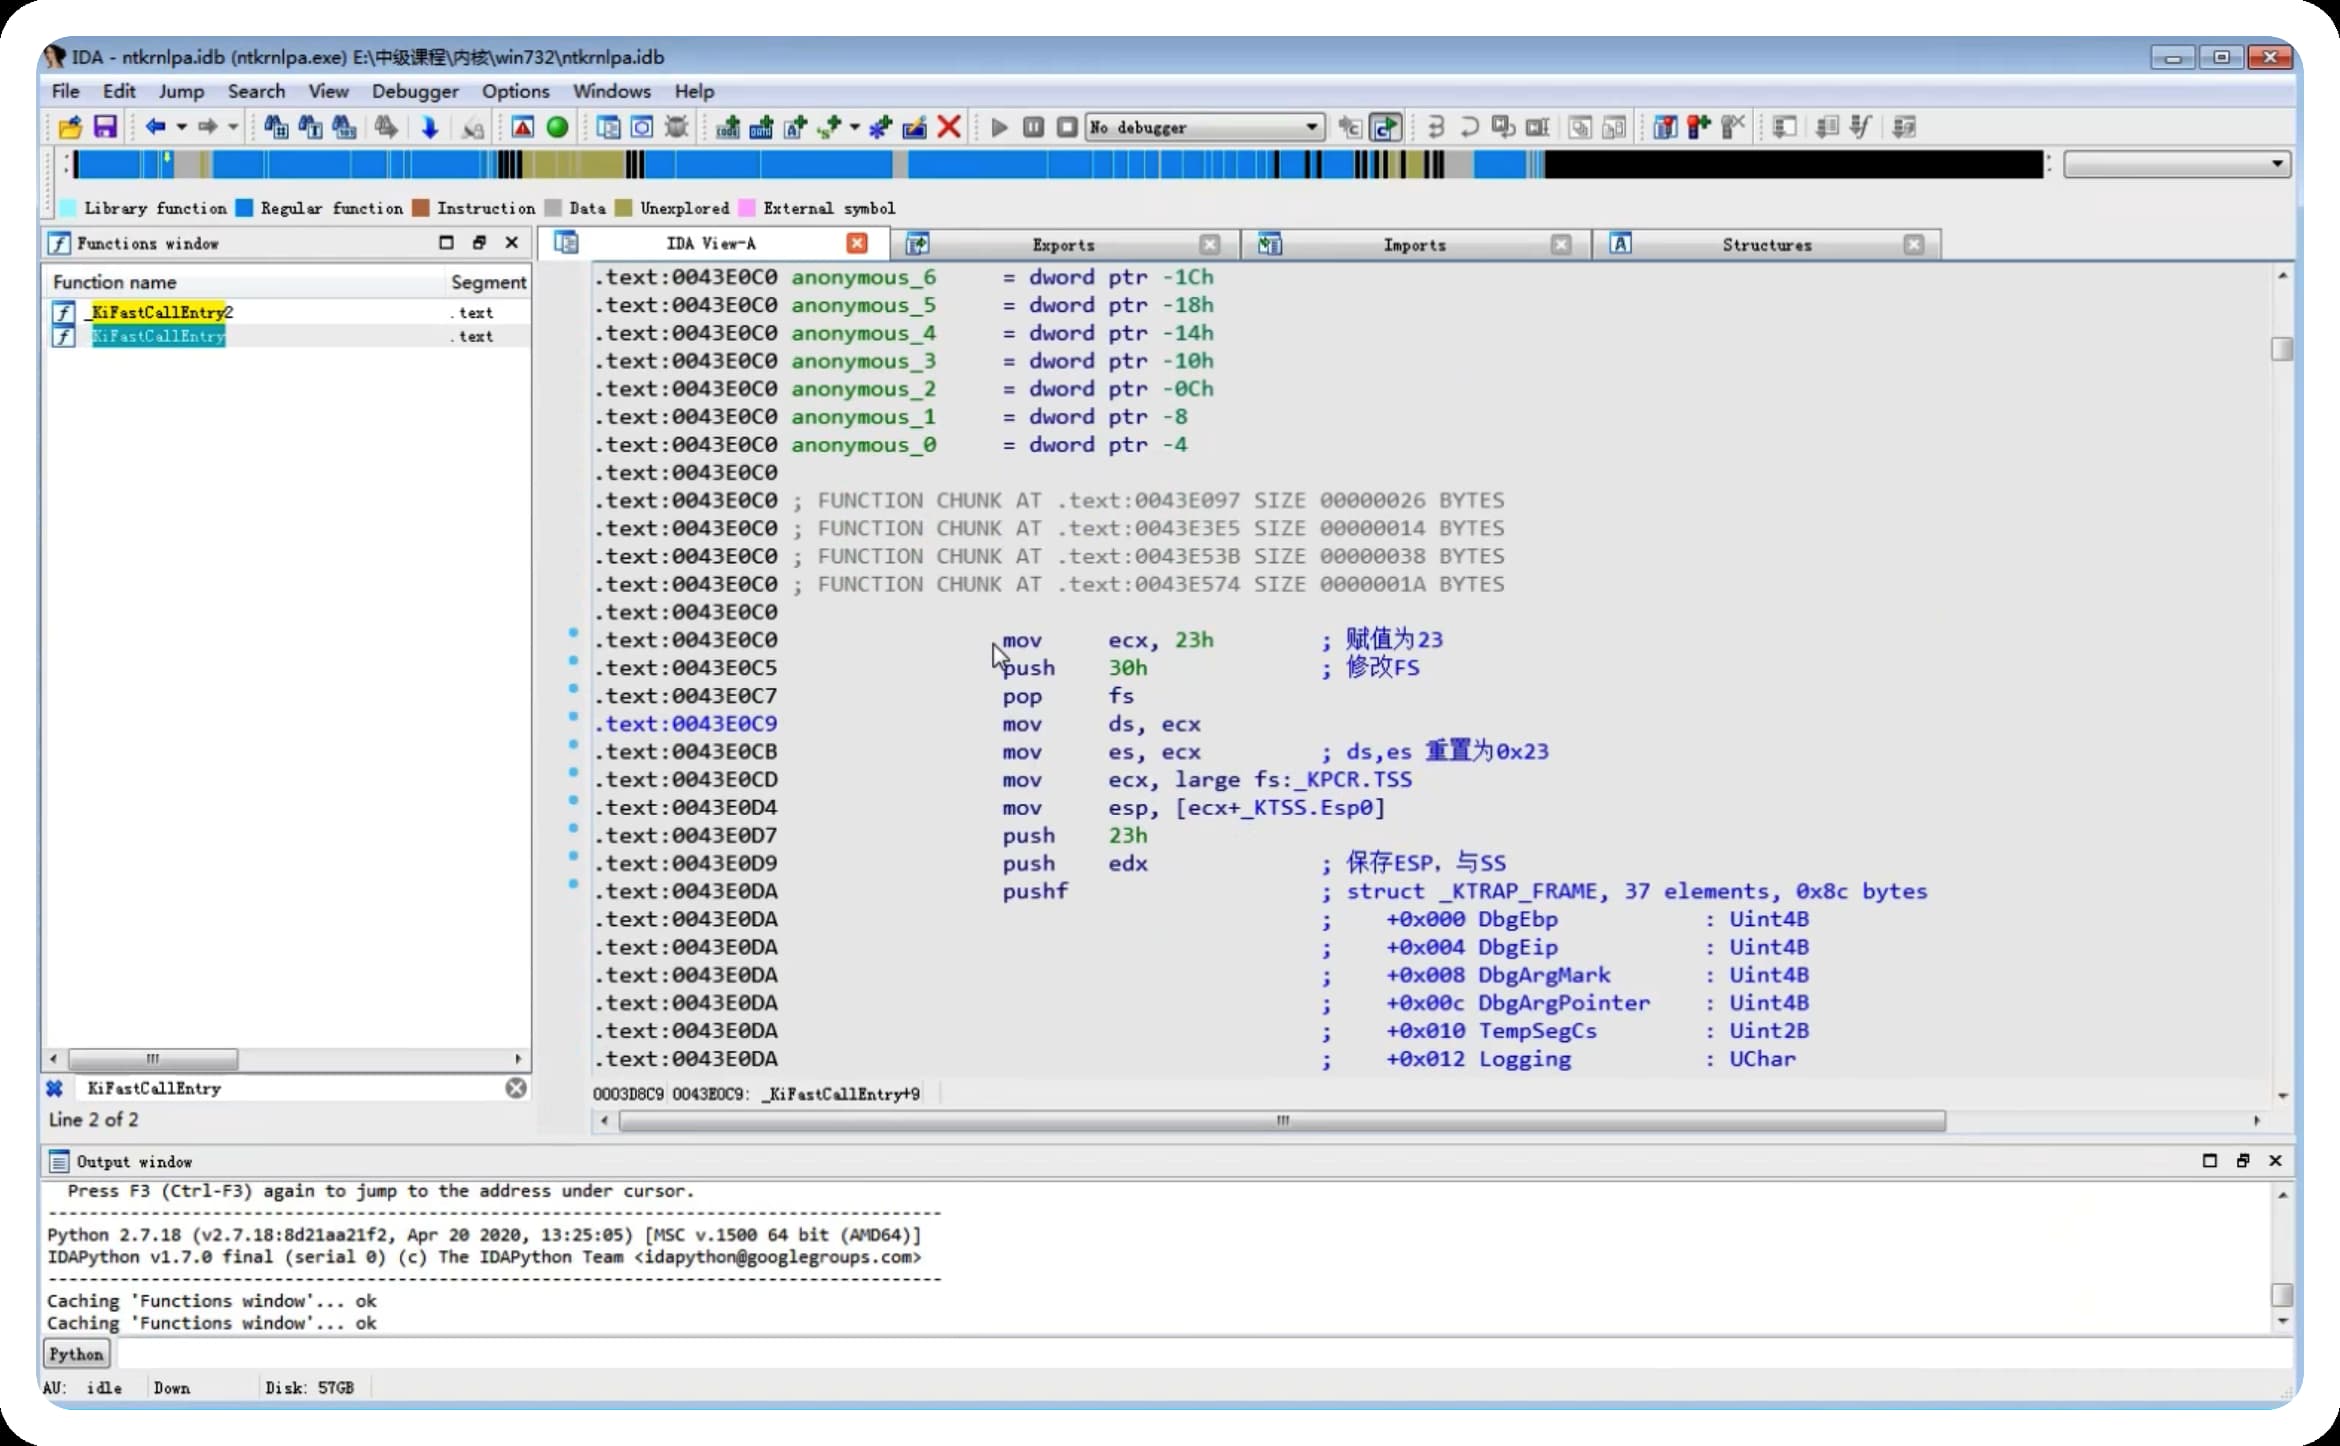 IDA - ntkrnlpa.idb (ntkrnlpa.exe) E:\中级课程\内核\win732\ntkrnlpa.idb
File Edit Jump Search View Debugger Options Windows Help
No debugger
Library function Regular function Instruction Data Unexplored External symbol
Functions window
IDA View-A Exports Imports Structures
Function name Segment
_KiFastCallEntry2 .text
_KiFastCallEntry .text
KiFastCallEntry
Line 2 of 2
.text:0043E0C0 anonymous_6 = dword ptr -1Ch
.text:0043E0C0 anonymous_5 = dword ptr -18h
.text:0043E0C0 anonymous_4 = dword ptr -14h
.text:0043E0C0 anonymous_3 = dword ptr -10h
.text:0043E0C0 anonymous_2 = dword ptr -0Ch
.text:0043E0C0 anonymous_1 = dword ptr -8
.text:0043E0C0 anonymous_0 = dword ptr -4
.text:0043E0C0
.text:0043E0C0 ; FUNCTION CHUNK AT .text:0043E097 SIZE 00000026 BYTES
.text:0043E0C0 ; FUNCTION CHUNK AT .text:0043E3E5 SIZE 00000014 BYTES
.text:0043E0C0 ; FUNCTION CHUNK AT .text:0043E53B SIZE 00000038 BYTES
.text:0043E0C0 ; FUNCTION CHUNK AT .text:0043E574 SIZE 0000001A BYTES
.text:0043E0C0
.text:0043E0C0 mov ecx, 23h ; 赋值为23
.text:0043E0C5 push 30h ; 修改FS
.text:0043E0C7 pop fs
.text:0043E0C9 mov ds, ecx
.text:0043E0CB mov es, ecx ; ds,es 重置为0x23
.text:0043E0CD mov ecx, large fs:_KPCR.TSS
.text:0043E0D4 mov esp, [ecx+_KTSS.Esp0]
.text:0043E0D7 push 23h
.text:0043E0D9 push edx ; 保存ESP，与SS
.text:0043E0DA pushf ; struct _KTRAP_FRAME, 37 elements, 0x8c bytes
.text:0043E0DA ; +0x000 DbgEbp : Uint4B
.text:0043E0DA ; +0x004 DbgEip : Uint4B
.text:0043E0DA ; +0x008 DbgArgMark : Uint4B
.text:0043E0DA ; +0x00c DbgArgPointer : Uint4B
.text:0043E0DA ; +0x010 TempSegCs : Uint2B
.text:0043E0DA ; +0x012 Logging : UChar
0003D8C9 0043E0C9: _KiFastCallEntry+9
Output window
Press F3 (Ctrl-F3) again to jump to the address under cursor.
---------------------------------------------------------------------------
Python 2.7.18 (v2.7.18:8d21aa21f2, Apr 20 2020, 13:25:05) [MSC v.1500 64 bit (AMD64)]
IDAPython v1.7.0 final (serial 0) (c) The IDAPython Team <idapython@googlegroups.com>
---------------------------------------------------------------------------
Caching 'Functions window'... ok
Caching 'Functions window'... ok
Python
AU: idle Down Disk: 57GB